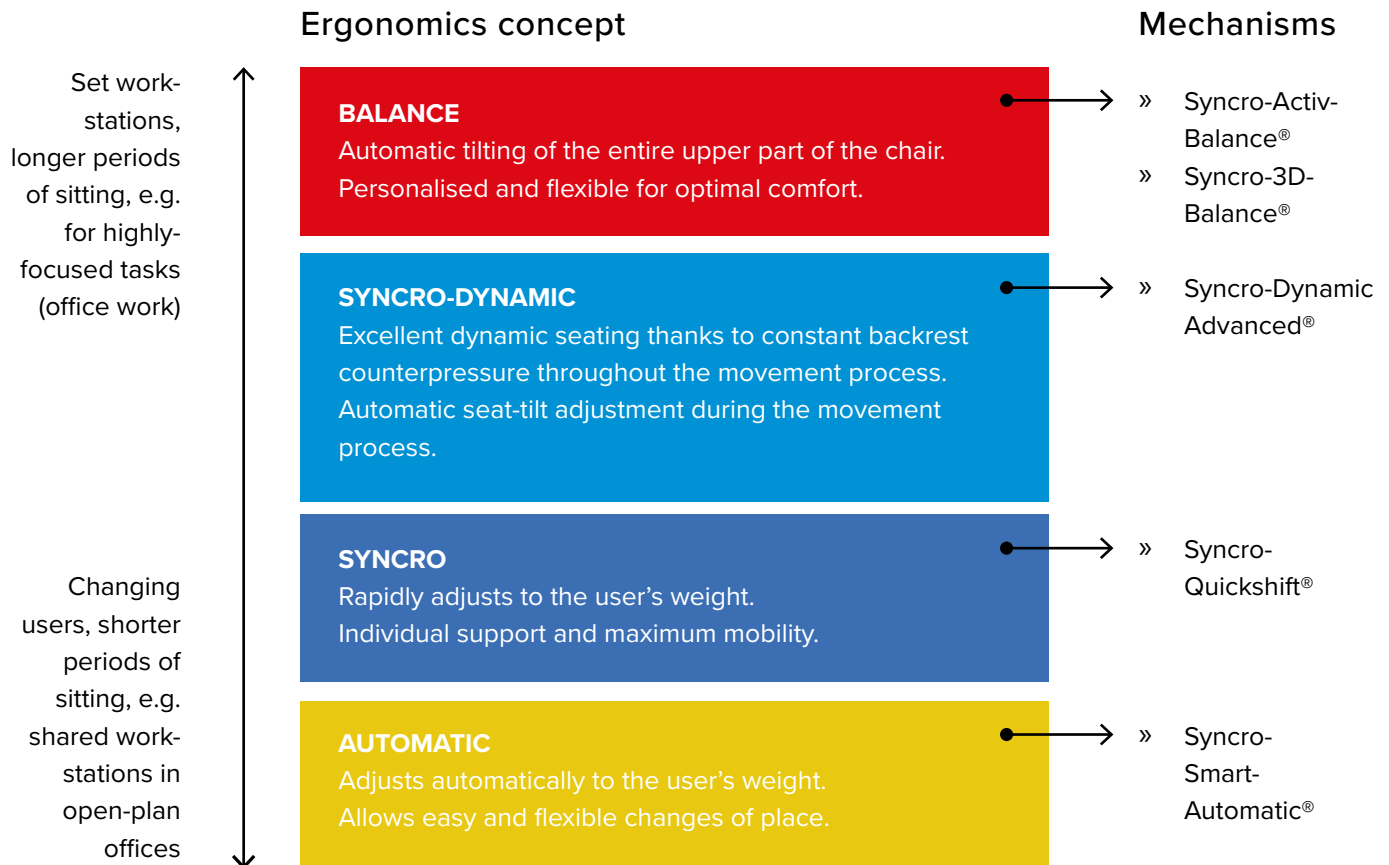 Ergonomics concept
Mechanisms
Set work-
stations,
longer periods
of sitting, e.g.
for highly-
focused tasks
(office work)
BALANCE
Automatic tilting of the entire upper part of the chair.
Personalised and flexible for optimal comfort.
» Syncro-Activ-
Balance®
» Syncro-3D-
Balance®
SYNCRO-DYNAMIC
Excellent dynamic seating thanks to constant backrest
counterpressure throughout the movement process.
Automatic seat-tilt adjustment during the movement
process.
» Syncro-Dynamic
Advanced®
SYNCRO
Rapidly adjusts to the user’s weight.
Individual support and maximum mobility.
» Syncro-
Quickshift®
Changing
users, shorter
periods of
sitting, e.g.
shared work-
stations in
open-plan
offices
AUTOMATIC
Adjusts automatically to the user’s weight.
Allows easy and flexible changes of place.
» Syncro-
Smart-
Automatic®